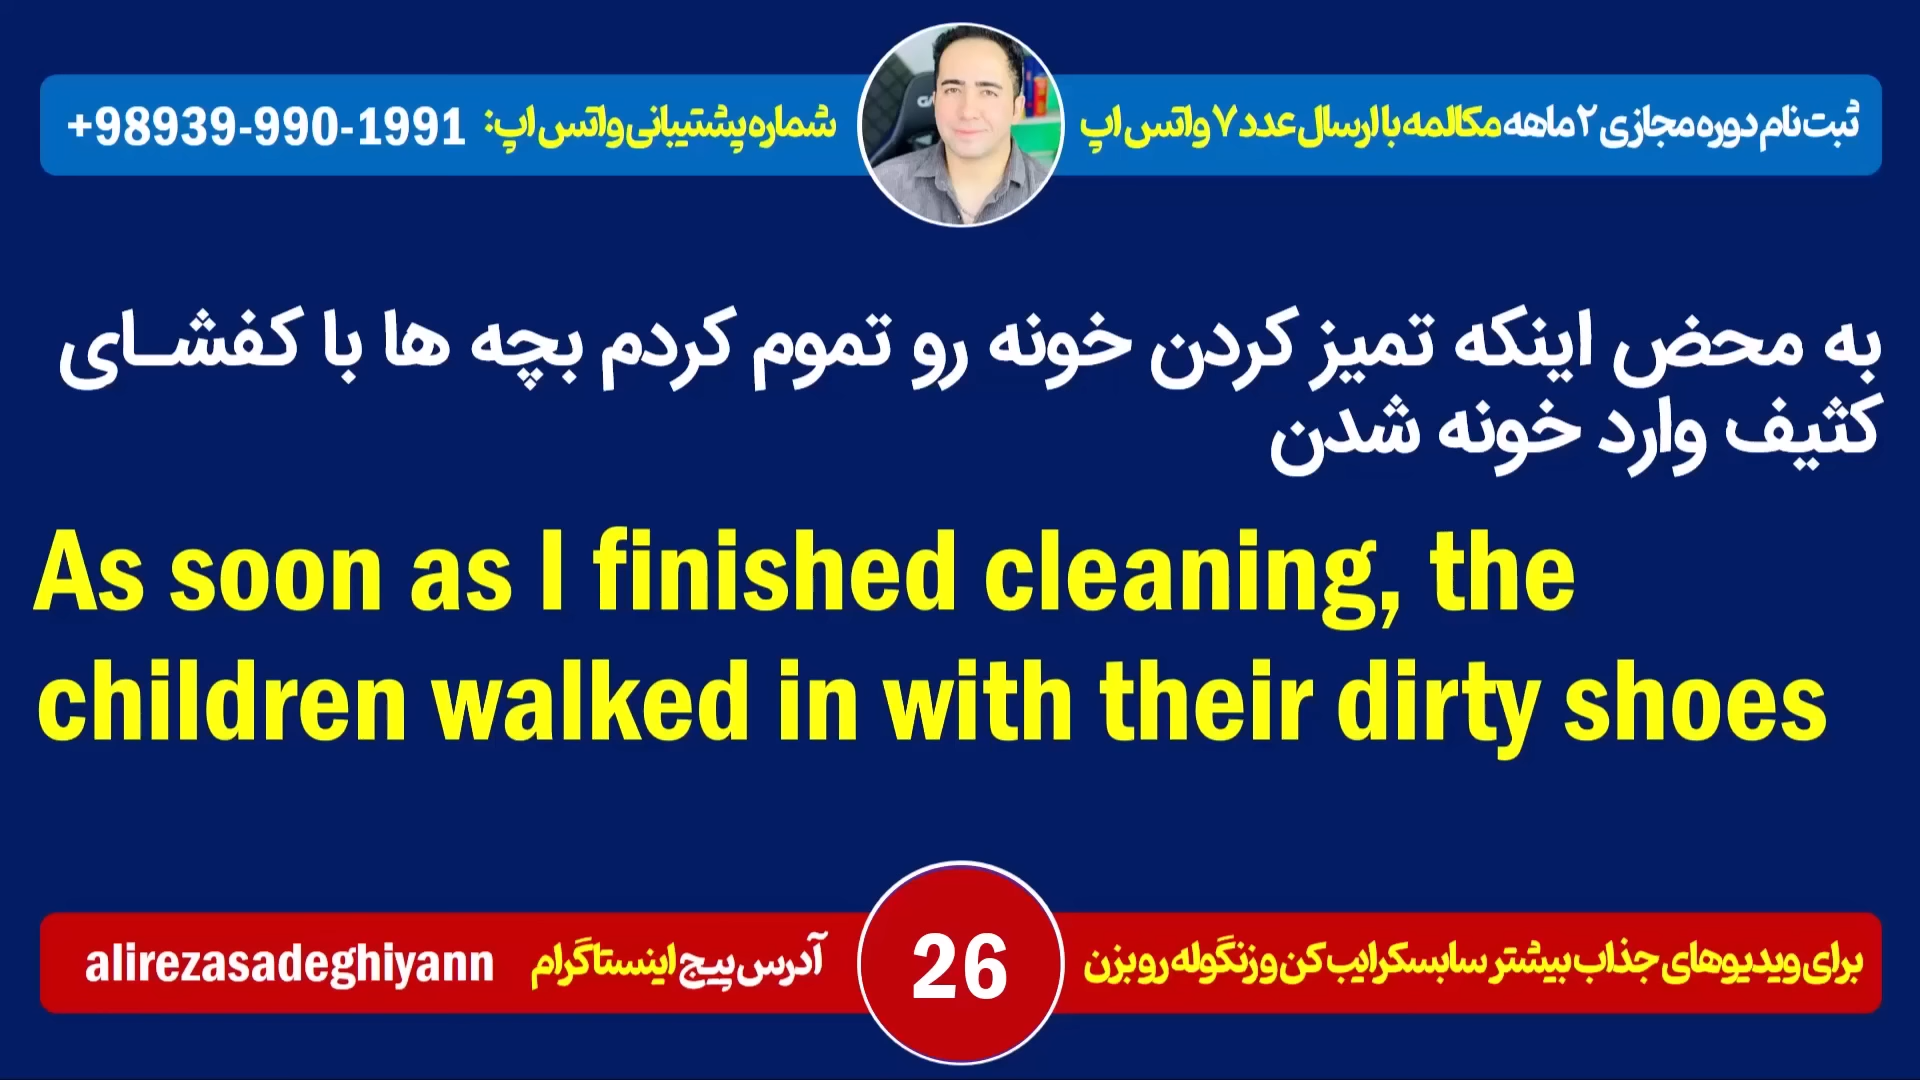 ثبت نام دوره مجازی ۲ ماهه مکالمه با ارسال عدد ۷ واتس اپ
شماره پشتیبانی واتس اپ: +98939-990-1991
به محض اینکه تمیز کردن خونه رو تموم کردم بچه ها با کفشای
کثیف وارد خونه شدن
As soon as I finished cleaning, the
children walked in with their dirty shoes
برای ویدیوهای جذاب بیشتر سابسکرایب کن و زنگوله رو بزن
26
آدرس پیج اینستاگرام alirezasadeghiyann